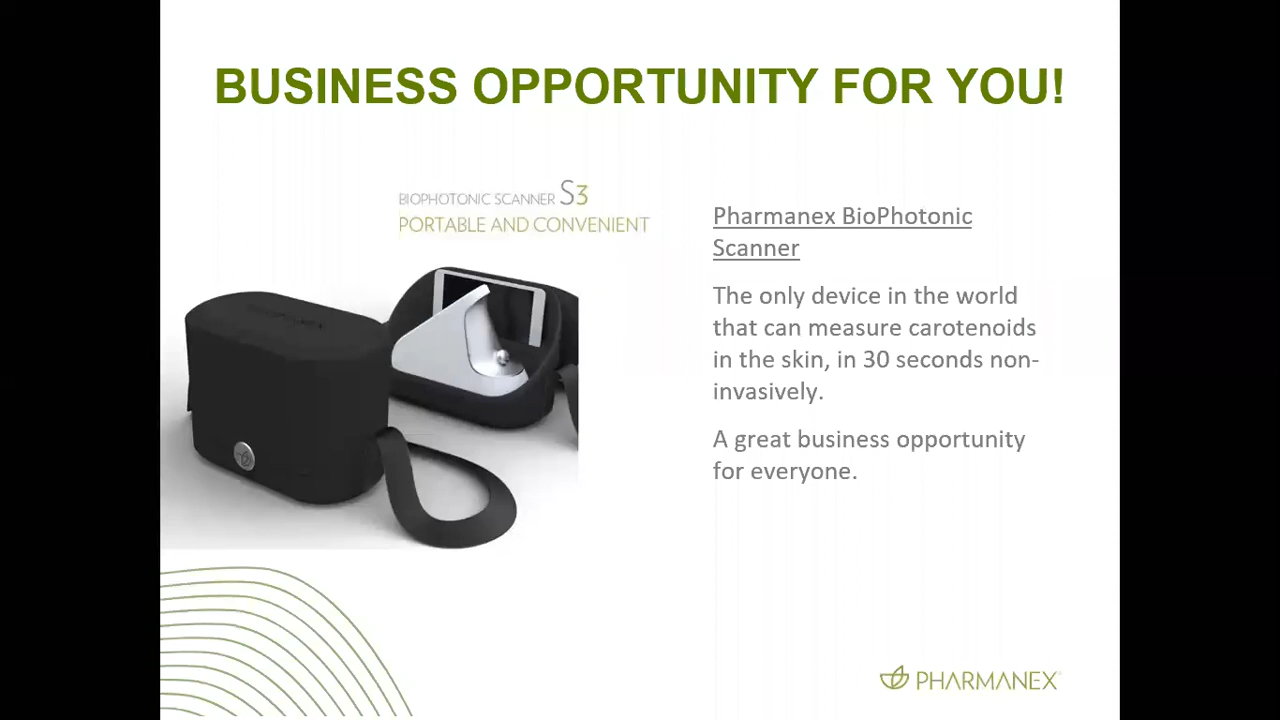 BUSINESS OPPORTUNITY FOR YOU!
BIOPHOTONIC SCANNER S3
PORTABLE AND CONVENIENT
Pharmanex BioPhotonic
Scanner
The only device in the world
that can measure carotenoids
in the skin, in 30 seconds non-
invasively.
A great business opportunity
for everyone.
PHARMANEX